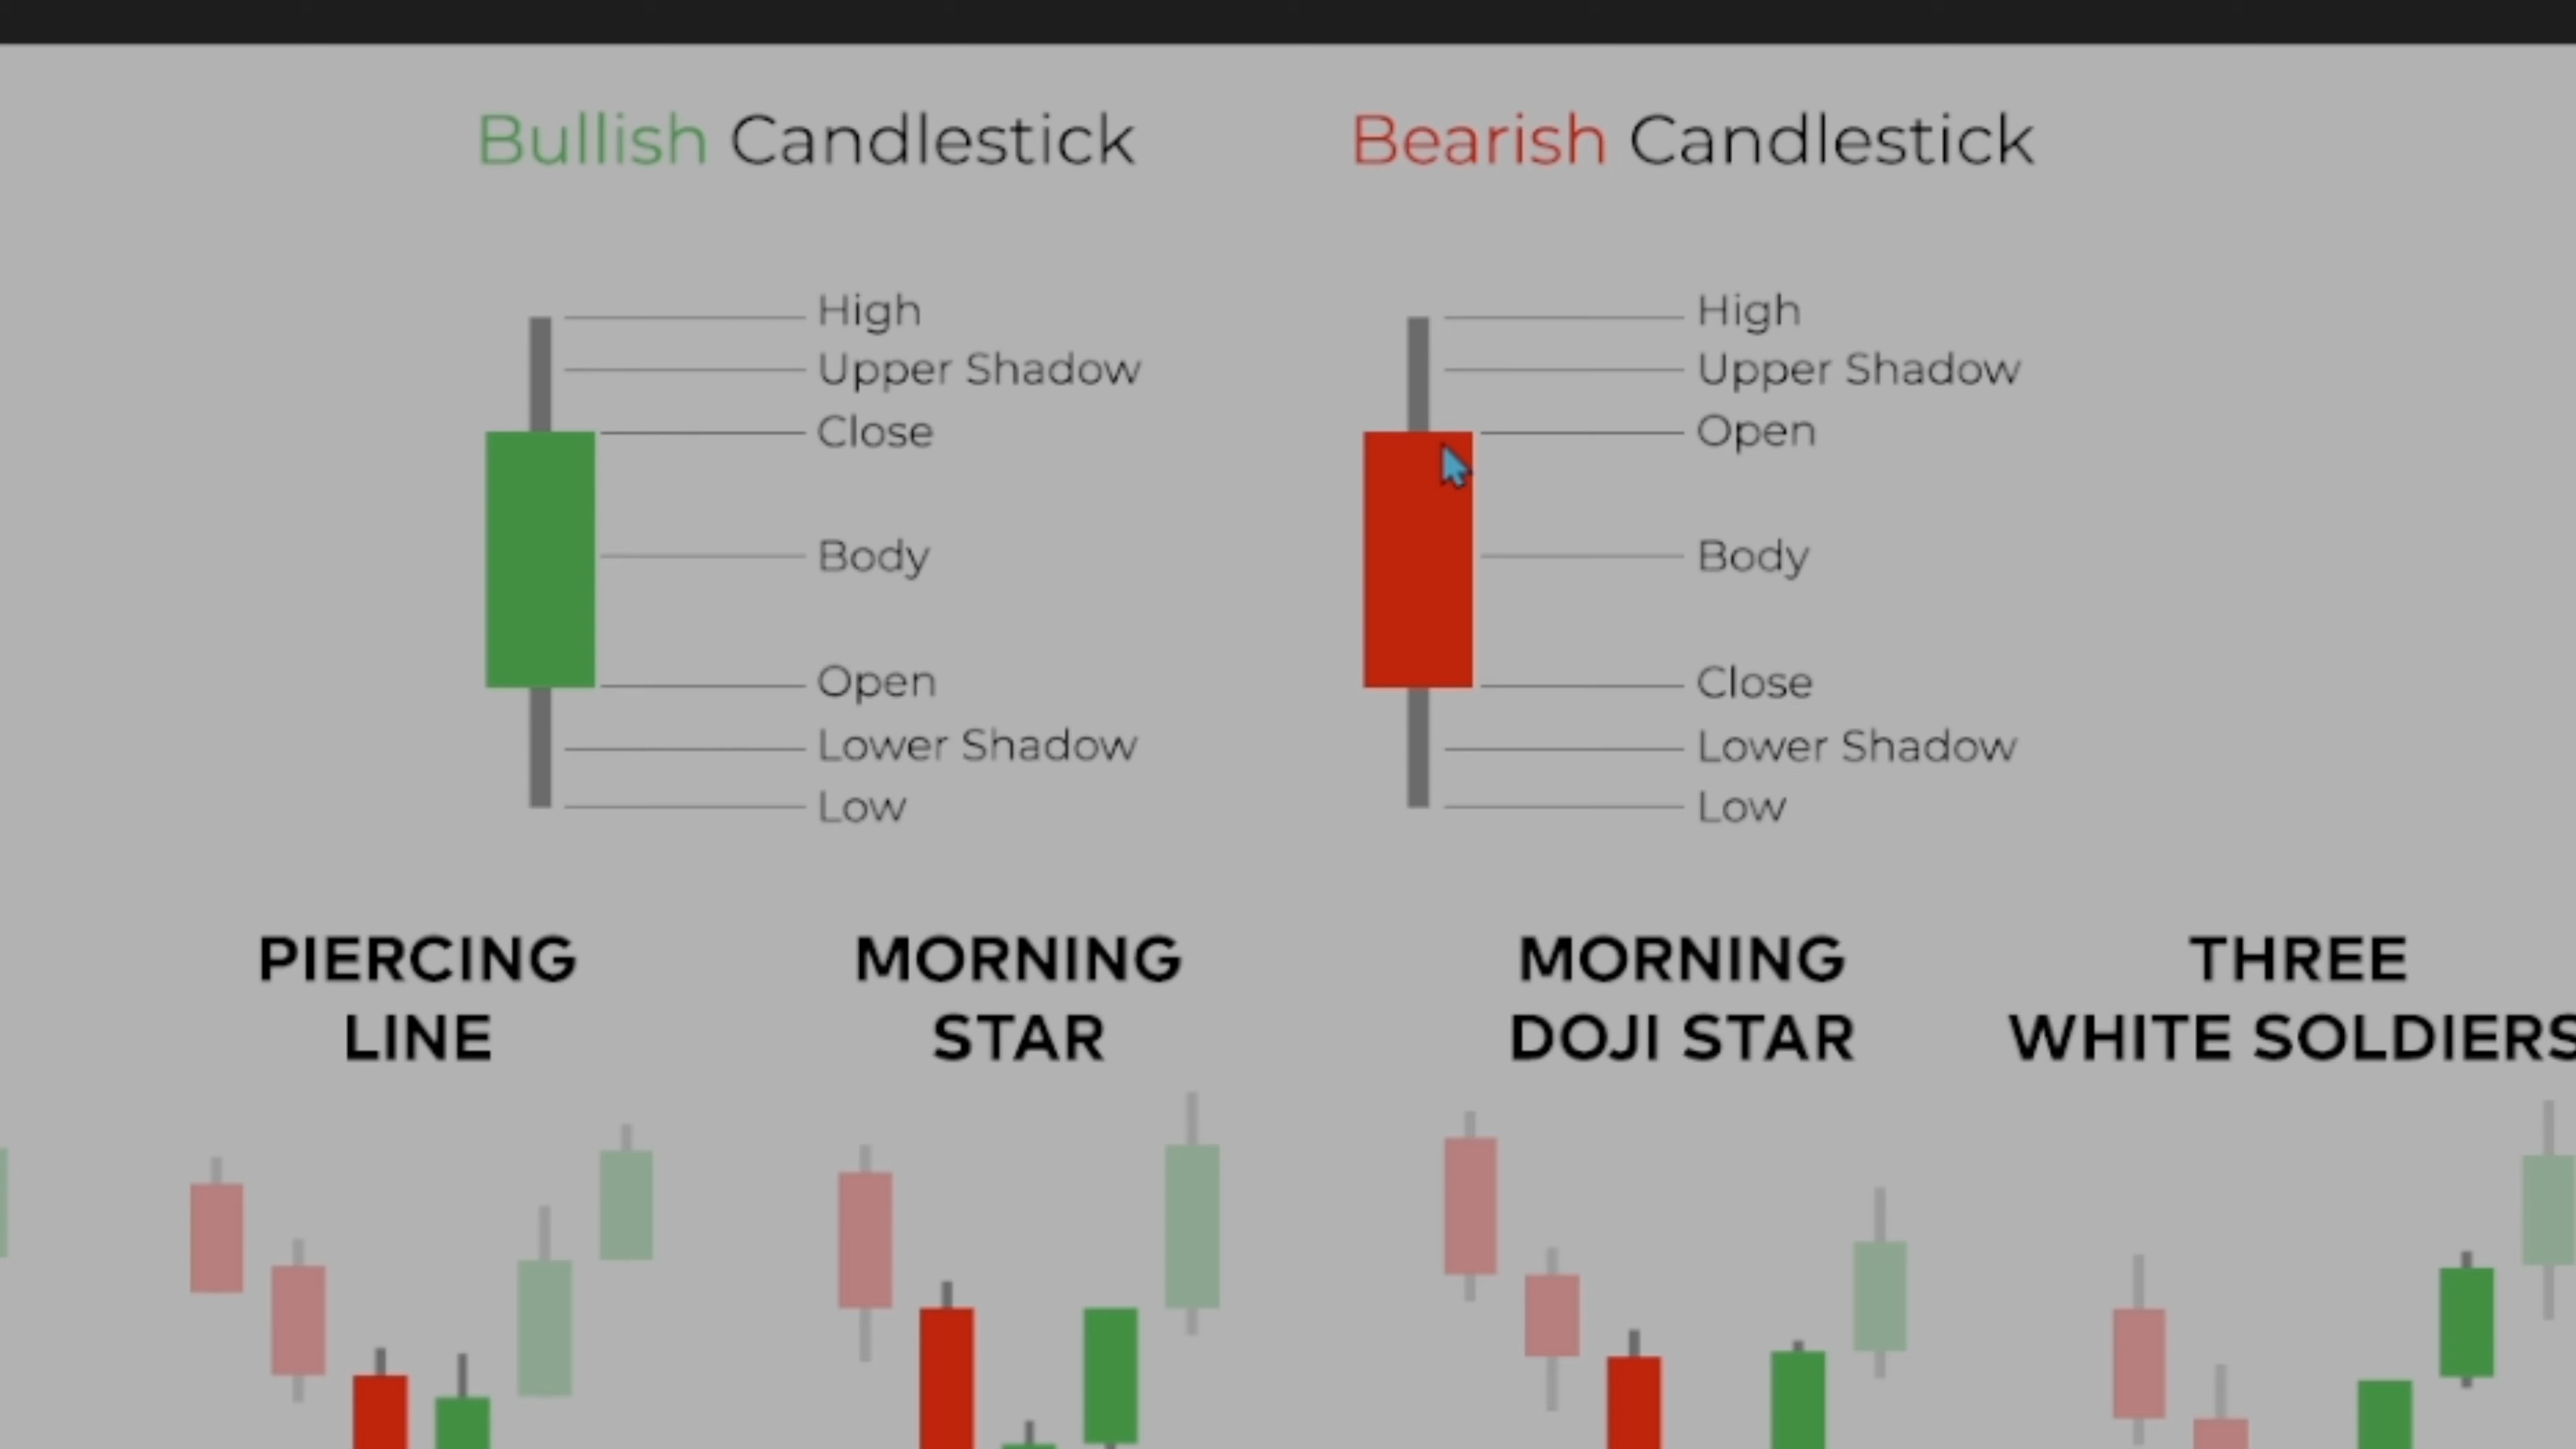 Bullish Candlestick
High
Upper Shadow
Close
Body
Open
Lower Shadow
Low
Bearish Candlestick
High
Upper Shadow
Open
Body
Close
Lower Shadow
Low
PIERCING
LINE
MORNING
STAR
MORNING
DOJI STAR
THREE
WHITE SOLDIERS